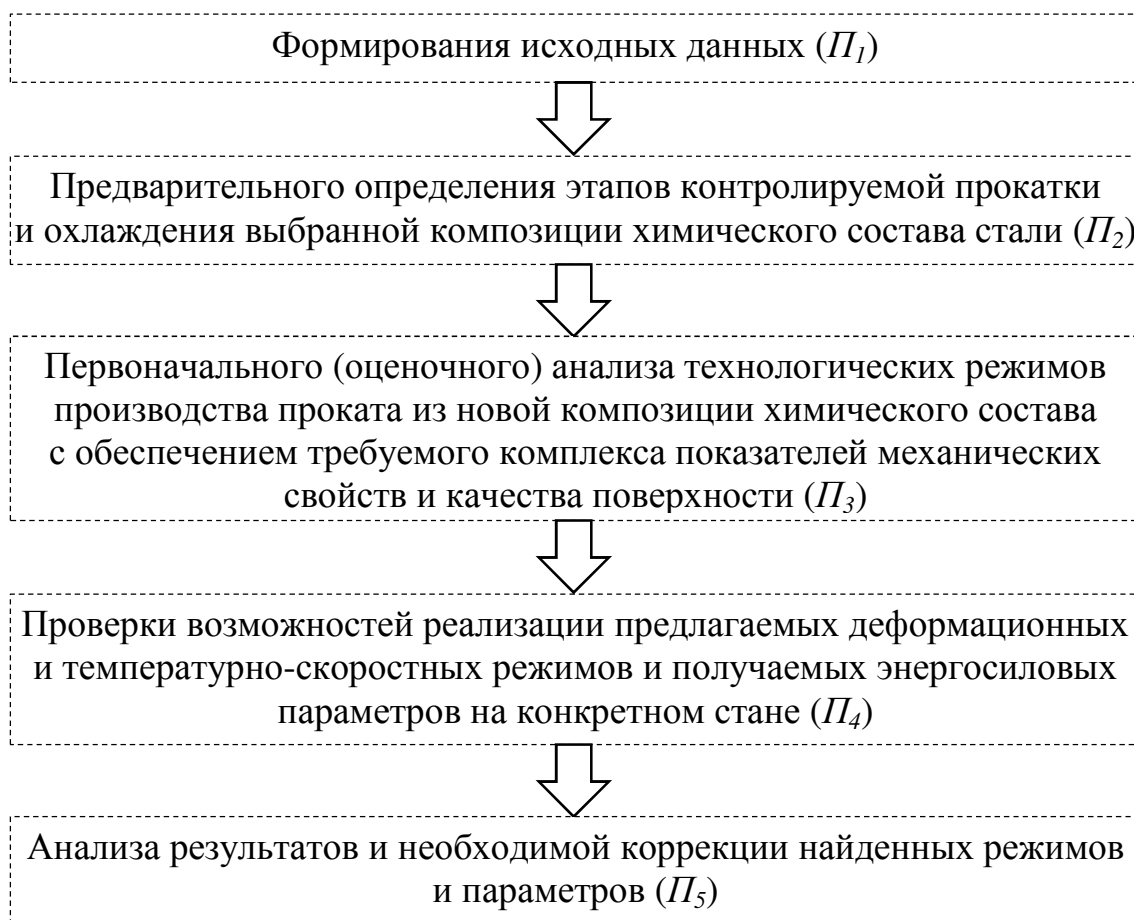 Формирования исходных данных (П1)
Предварительного определения этапов контролируемой прокатки
и охлаждения выбранной композиции химического состава стали (П2)
Первоначального (оценочного) анализа технологических режимов
производства проката из новой композиции химического состава
с обеспечением требуемого комплекса показателей механических
свойств и качества поверхности (П3)
Проверки возможностей реализации предлагаемых деформационных
и температурно-скоростных режимов и получаемых энергосиловых
параметров на конкретном стане (П4)
Анализа результатов и необходимой коррекции найденных режимов
и параметров (П5)